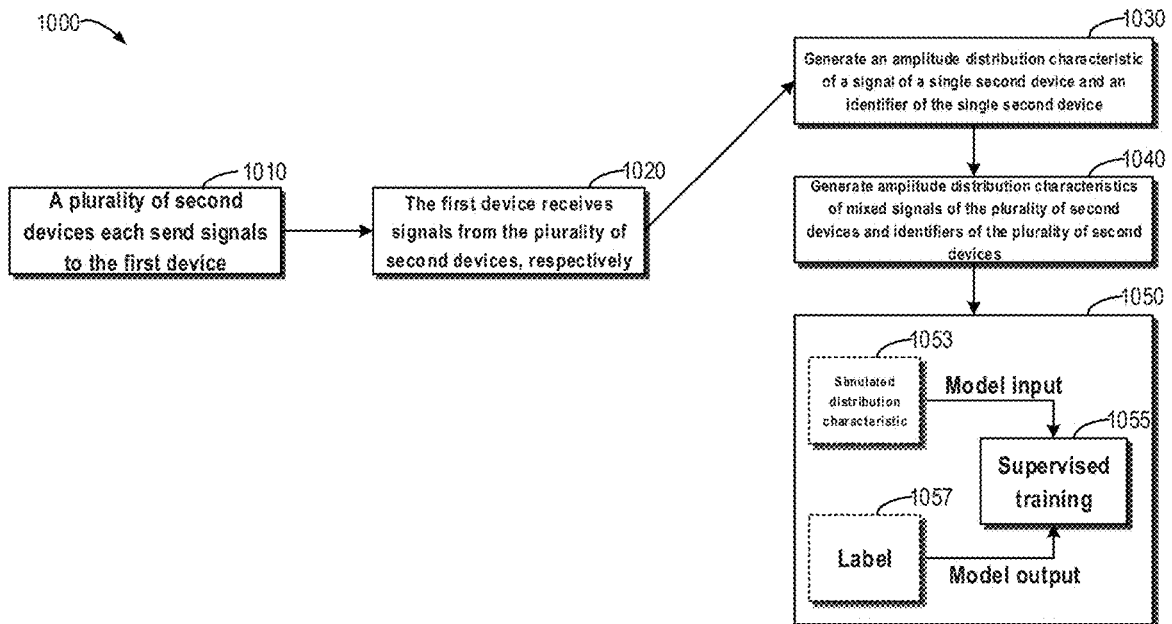 1000
1010
A plurality of second
devices each send signals
to the first device
1020
The first device receives
signals from the plurality of
second devices, respectively
1030
Generate an amplitude distribution characteristic
of a signal of a single second device and an
identifier of the single second device
1040
Generate amplitude distribution characteristics
of mixed signals of the plurality of second
devices and identifiers of the plurality of second
devices
1050
1053
Simulated
distribution
characteristic
Model input
1055
Supervised
training
1057
Label
Model output